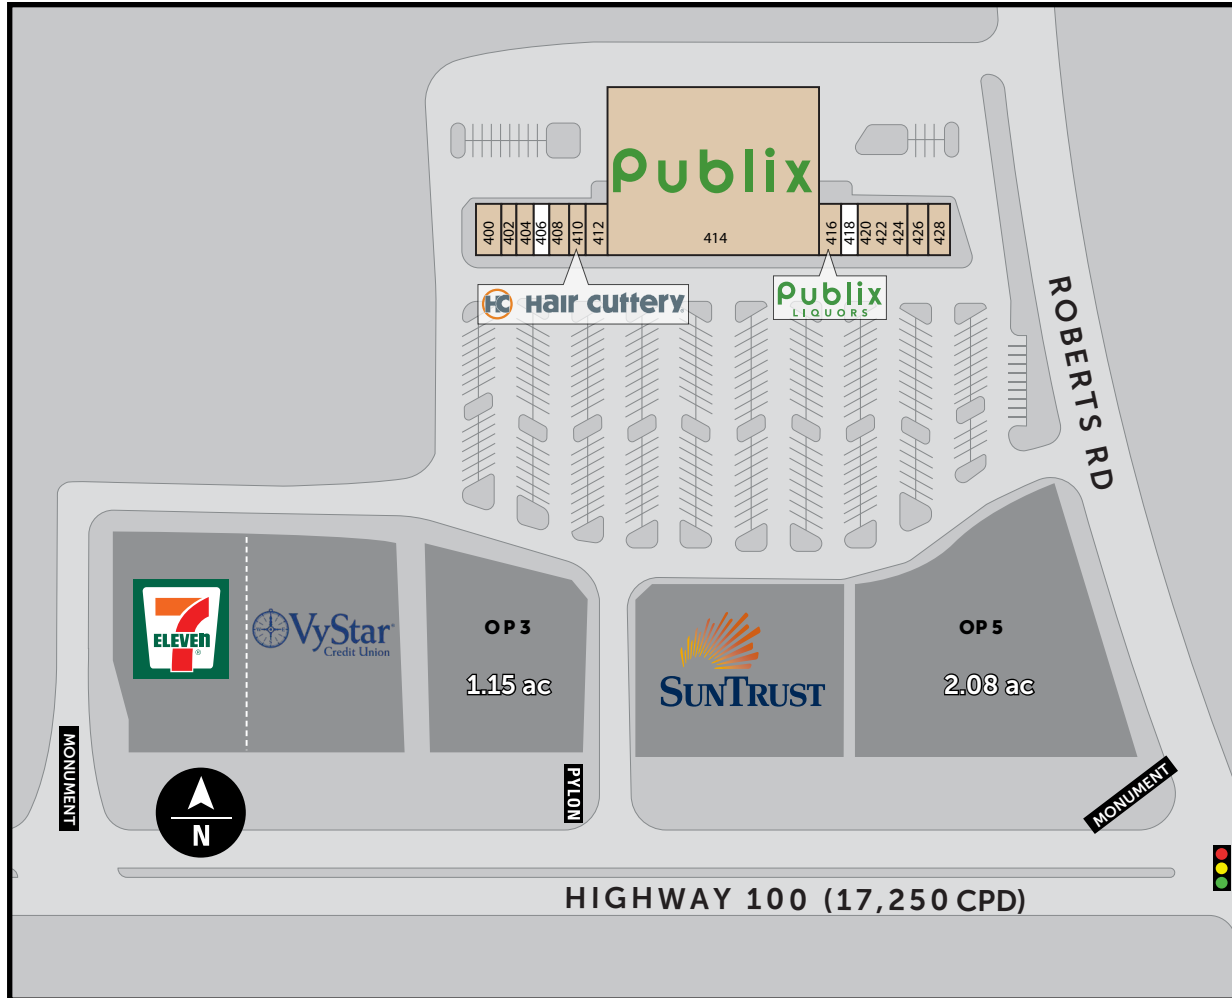 Publix
400
402
404
406
408
410
412
414
416
418
420
422
424
426
428
HC Hair Cuttery®
Publix
LIQUORS
ROBERTS RD
7
ELEVEn
®
VyStar®
Credit Union
OP 3
1.15 ac
SUNTRUST
OP 5
2.08 ac
MONUMENT
N
PYLON
MONUMENT
HIGHWAY 100 (17,250 CPD)